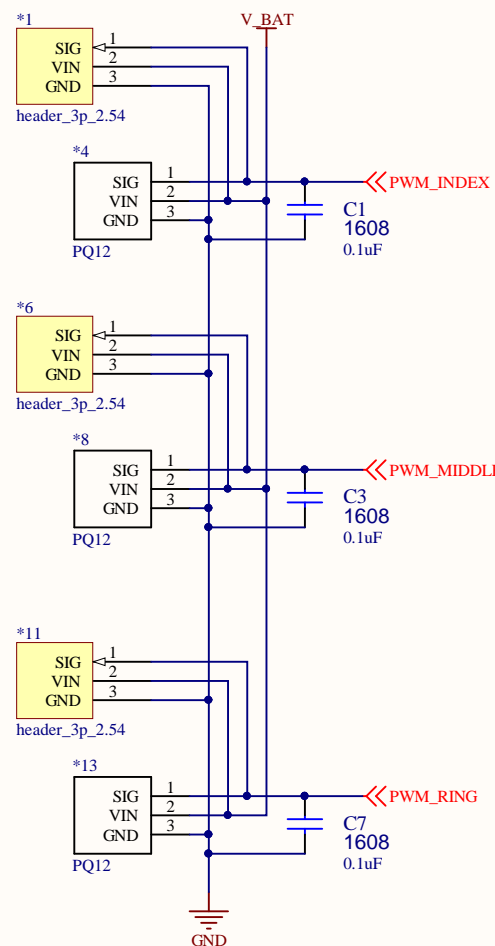 V_BAT
*1
SIG 1
VIN 2
GND 3
header_3p_2.54
*4
SIG 1
VIN 2
GND 3
PQ12
PWM_INDEX
C1
1608
0.1uF
*6
SIG 1
VIN 2
GND 3
header_3p_2.54
*8
SIG 1
VIN 2
GND 3
PQ12
PWM_MIDDLE
C3
1608
0.1uF
*11
SIG 1
VIN 2
GND 3
header_3p_2.54
*13
SIG 1
VIN 2
GND 3
PQ12
PWM_RING
C7
1608
0.1uF
GND